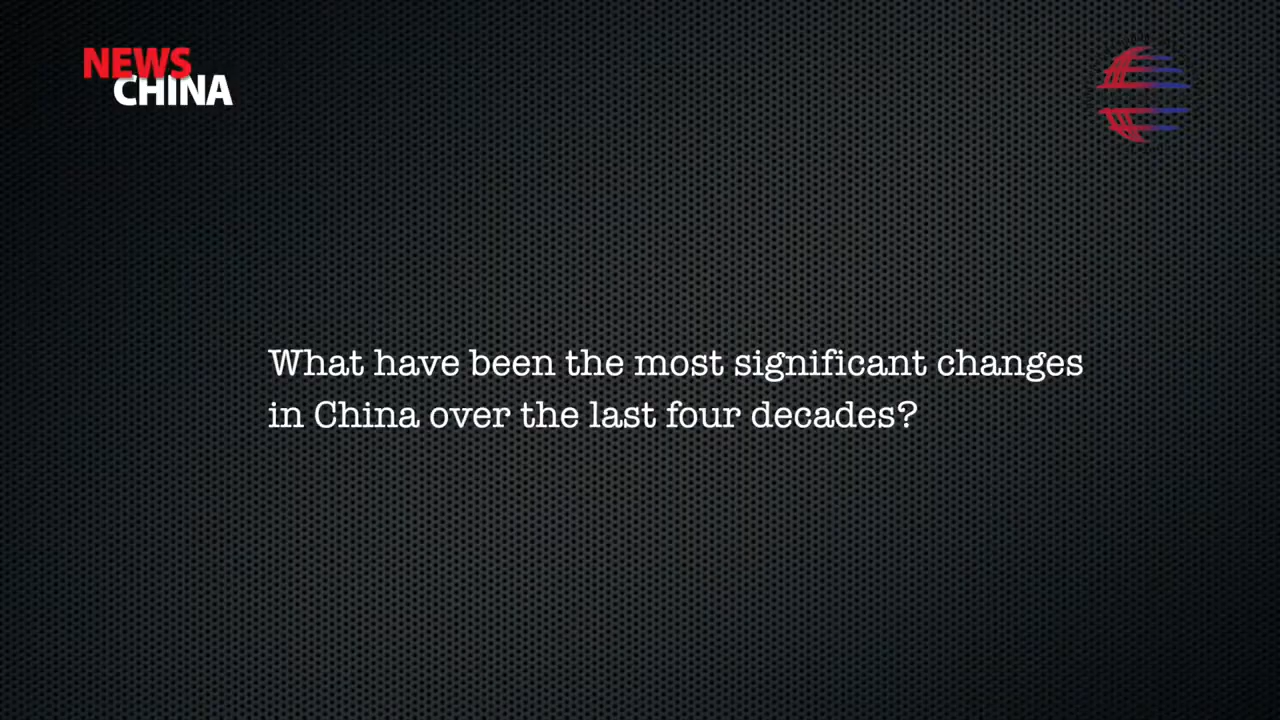 NEWS
CHINA
What have been the most significant changes
in China over the last four decades?